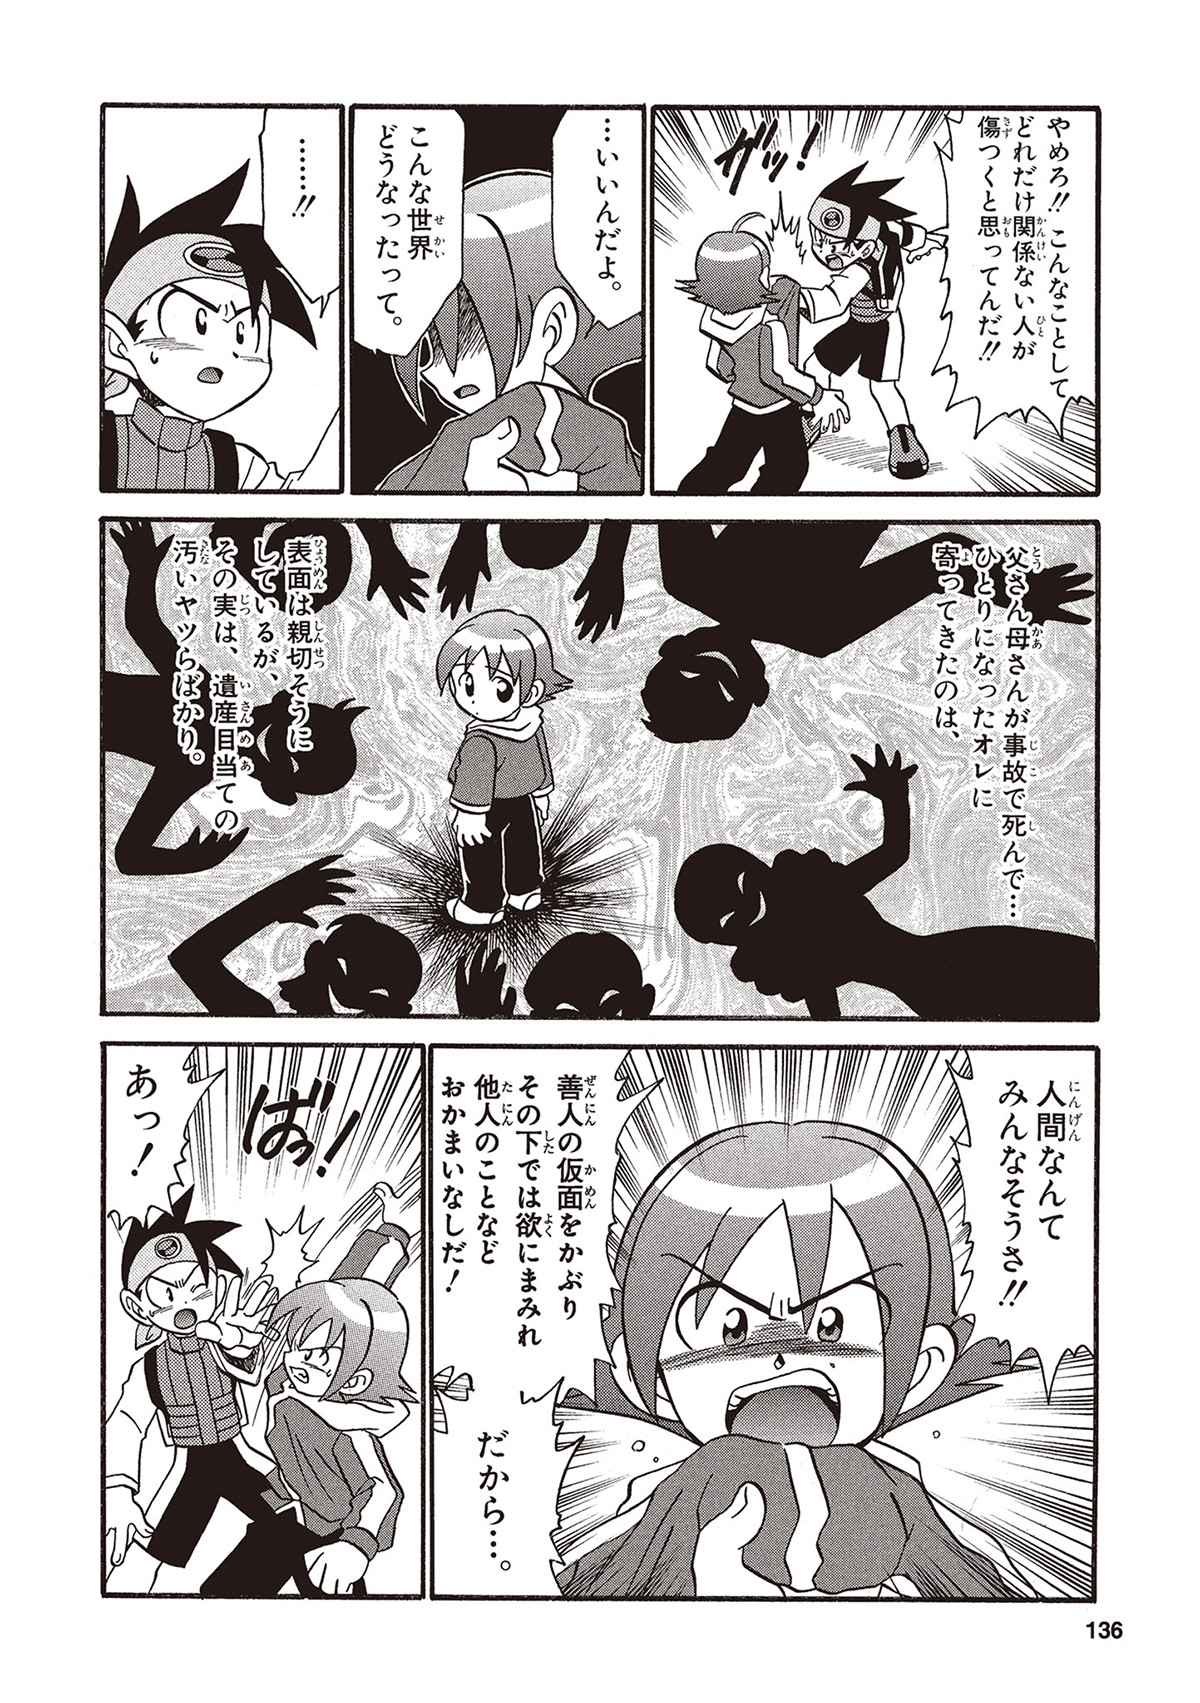 やめろ!! こんなことして
どれだけ関係ない人が
傷つくと思ってんだ!!
ガッ!
…いいんだよ。
こんな世界
どうなったって。
……!!
父さん母さんが事故で死んで…
ひとりになったオレに
寄ってきたのは、
表面は親切そうに
しているが、
その実は、遺産目当ての
汚いヤツらばかり。
人間なんて
みんなそうさ!!
善人の仮面をかぶり
その下では欲にまみれ
他人のことなど
おかまいなしだ!
だから…。
ばっ!
あっ!
136